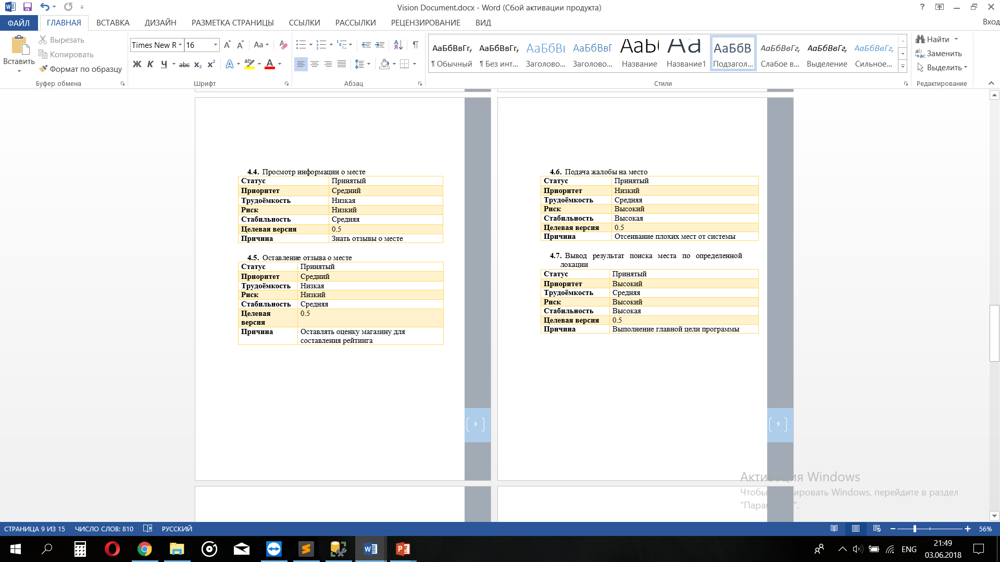 Vision Document.docx - Word (Сбой активации продукта)
ФАЙЛ ГЛАВНАЯ ВСТАВКА ДИЗАЙН РАЗМЕТКА СТРАНИЦЫ ССЫЛКИ РАССЫЛКИ РЕЦЕНЗИРОВАНИЕ ВИД Вход
Вставить
Вырезать
Копировать
Формат по образцу
Буфер обмена
Times New R 16
Ж К Ч abc x₂ x²
Шрифт
Абзац
АаБбВвГг, АаБбВвГг, АаБбВв АаБбВвГ АаБ Аа АаБбВ АаБбВвГг, АаБбВвГг, АаБбВвГг,
¶ Обычный ¶ Без инт... Заголово... Заголово... Название Название1 Подзагол... Слабое в... Выделение Сильное...
Стили
Найти
Заменить
Выделить
Редактирование
4.4. Просмотр информации о месте
Статус Принятый
Приоритет Средний
Трудоёмкость Низкая
Риск Низкий
Стабильность Средняя
Целевая версия 0.5
Причина Знать отзывы о месте
4.5. Оставление отзыва о месте
Статус Принятый
Приоритет Средний
Трудоёмкость Низкая
Риск Низкий
Стабильность Средняя
Целевая 0.5
версия
Причина Оставлять оценку магазину для
составления рейтинга
8
4.6. Подача жалобы на место
Статус Принятый
Приоритет Низкий
Трудоёмкость Средняя
Риск Высокий
Стабильность Высокая
Целевая версия 0.5
Причина Отсеивание плохих мест от системы
4.7. Вывод результат поиска места по определенной
локации
Статус Принятый
Приоритет Высокий
Трудоёмкость Средняя
Риск Высокий
Стабильность Высокая
Целевая версия 0.5
Причина Выполнение главной цели программы
9
Активация Windows
Чтобы активировать Windows, перейдите в раздел
"Параметры".
СТРАНИЦА 9 ИЗ 15 ЧИСЛО СЛОВ: 810 РУССКИЙ 56%
ENG
21:49
03.06.2018